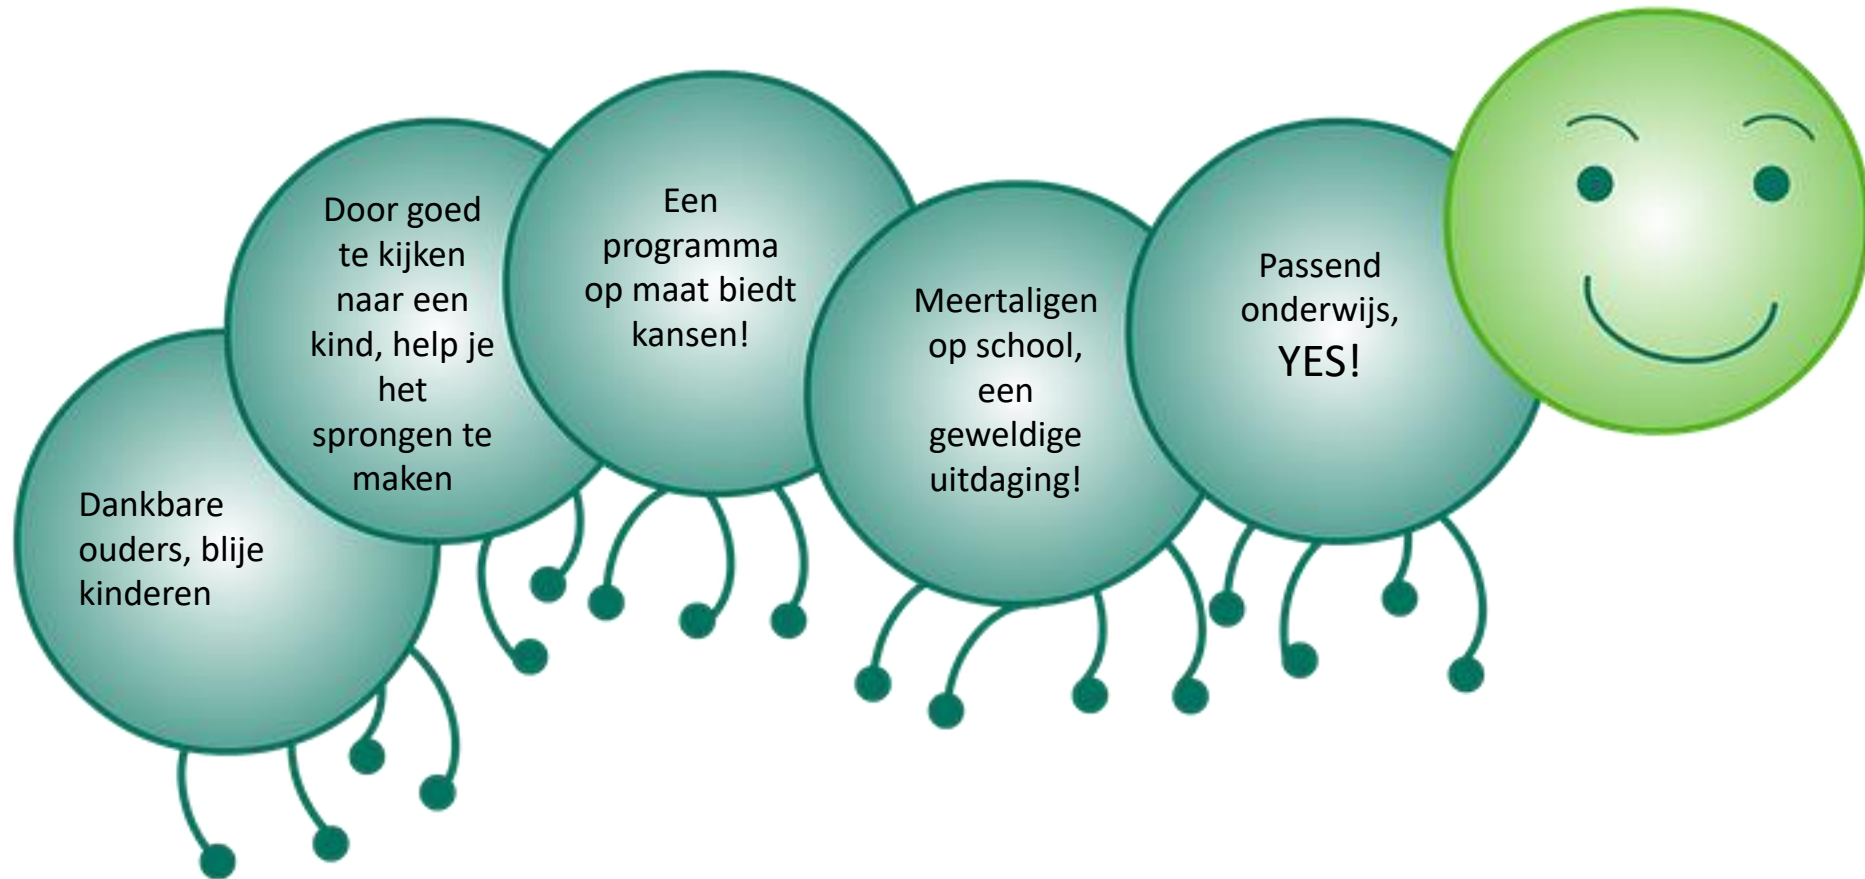 Dankbare
ouders, blije
kinderen
Door goed
te kijken
naar een
kind, help je
het
sprongen te
maken
Een
programma
op maat biedt
kansen!
Meertaligen
op school,
een
geweldige
uitdaging!
Passend
onderwijs,
YES!